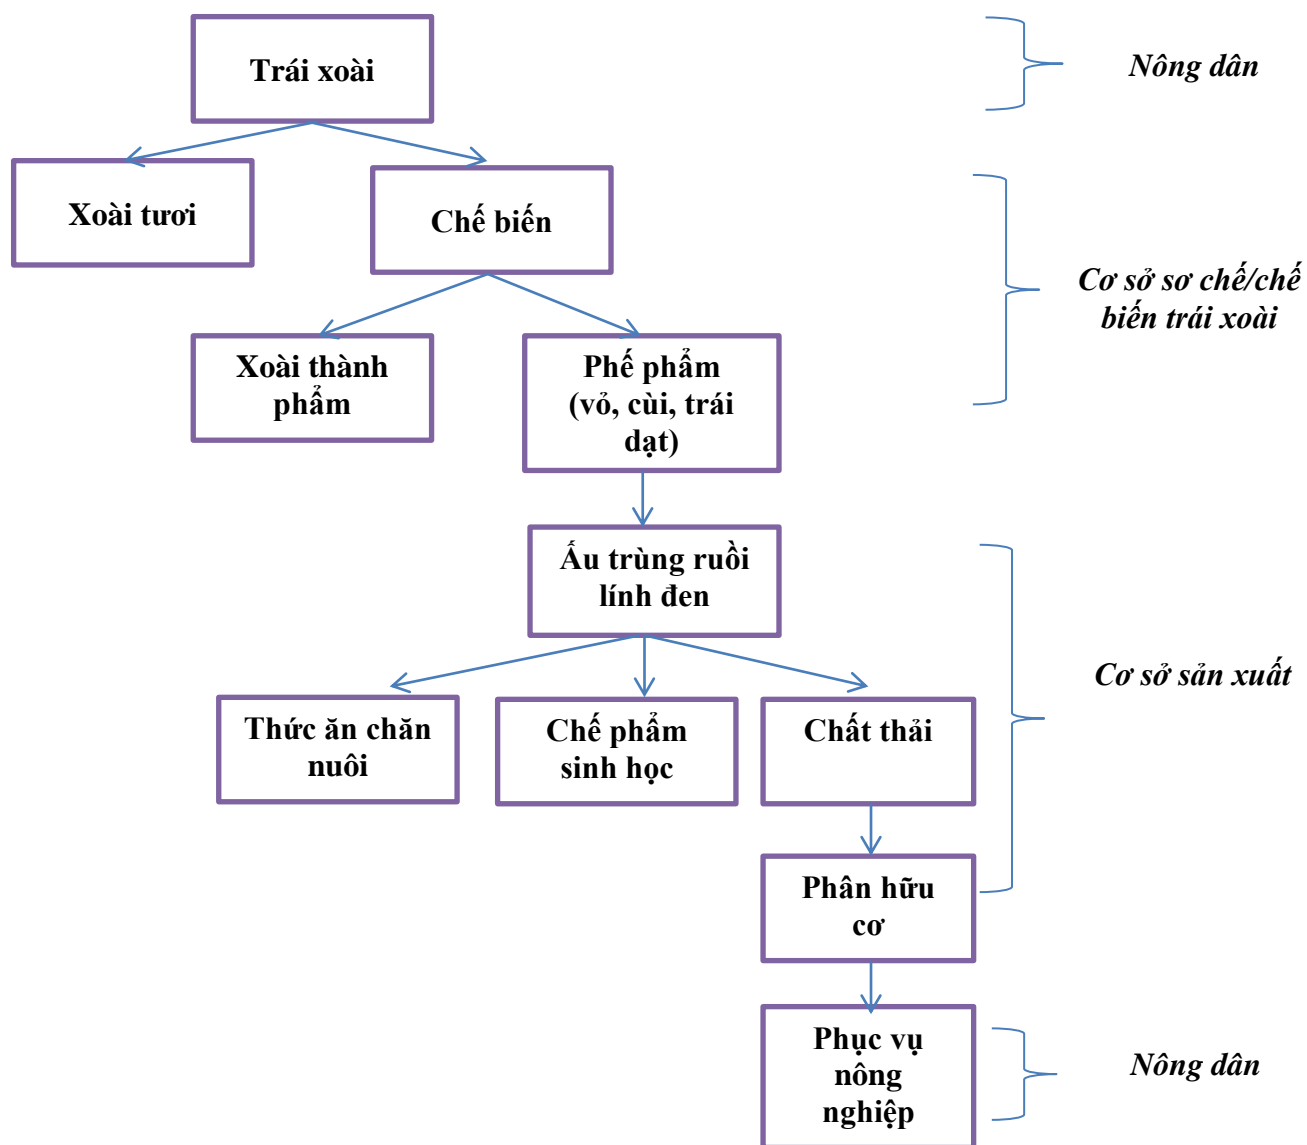 Trái xoài
Nông dân
Xoài tươi
Chế biến
Cơ sở sơ chế/chế
biến trái xoài
Xoài thành
phẩm
Phế phẩm
(vỏ, cùi, trái
dạt)
Ấu trùng ruồi
lính đen
Cơ sở sản xuất
Thức ăn chăn
nuôi
Chế phẩm
sinh học
Chất thải
Phân hữu
cơ
Phục vụ
nông
nghiệp
Nông dân